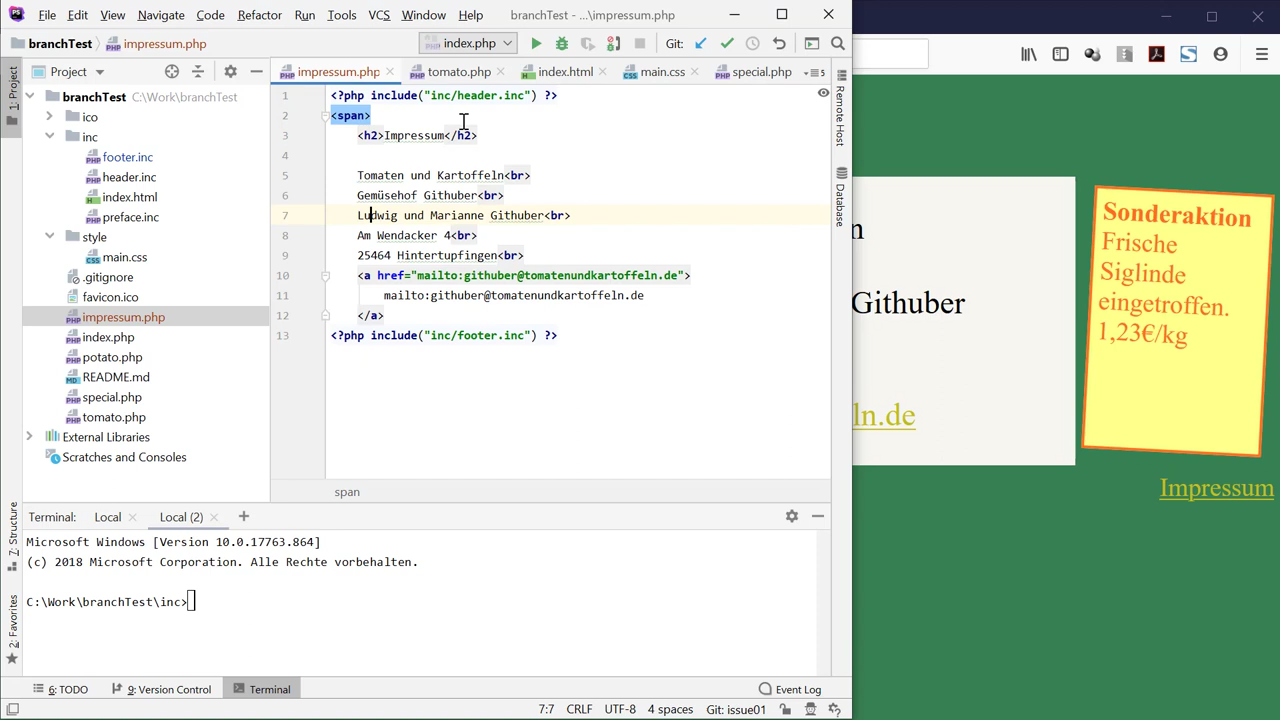 File Edit View Navigate Code Refactor Run Tools VCS Window Help branchTest - ...\impressum.php
branchTest impressum.php index.php Git:
1: Project
Project
impressum.php tomato.php index.html main.css special.php 5
Remote Host
Database
branchTest C:\Work\branchTest
ico
inc
footer.inc
header.inc
index.html
preface.inc
style
main.css
.gitignore
favicon.ico
impressum.php
index.php
potato.php
README.md
special.php
tomato.php
External Libraries
Scratches and Consoles
1 <?php include("inc/header.inc") ?>
2 <span>
3 <h2>Impressum</h2>
4
5 Tomaten und Kartoffeln<br>
6 Gemüsehof Githuber<br>
7 Ludwig und Marianne Githuber<br>
8 Am Wendacker 4<br>
9 25464 Hintertupfingen<br>
10 <a href="mailto:githuber@tomatenundkartoffeln.de">
11 mailto:githuber@tomatenundkartoffeln.de
12 </a>
13 <?php include("inc/footer.inc") ?>
span
7: Structure
2: Favorites
Terminal: Local Local (2)
Microsoft Windows [Version 10.0.17763.864]
(c) 2018 Microsoft Corporation. Alle Rechte vorbehalten.
C:\Work\branchTest\inc>
6: TODO 9: Version Control Terminal Event Log
7:7 CRLF UTF-8 4 spaces Git: issue01
n
Githuber
ln.de
Sonderaktion
Frische
Siglinde
eingetroffen.
1,23€/kg
Impressum